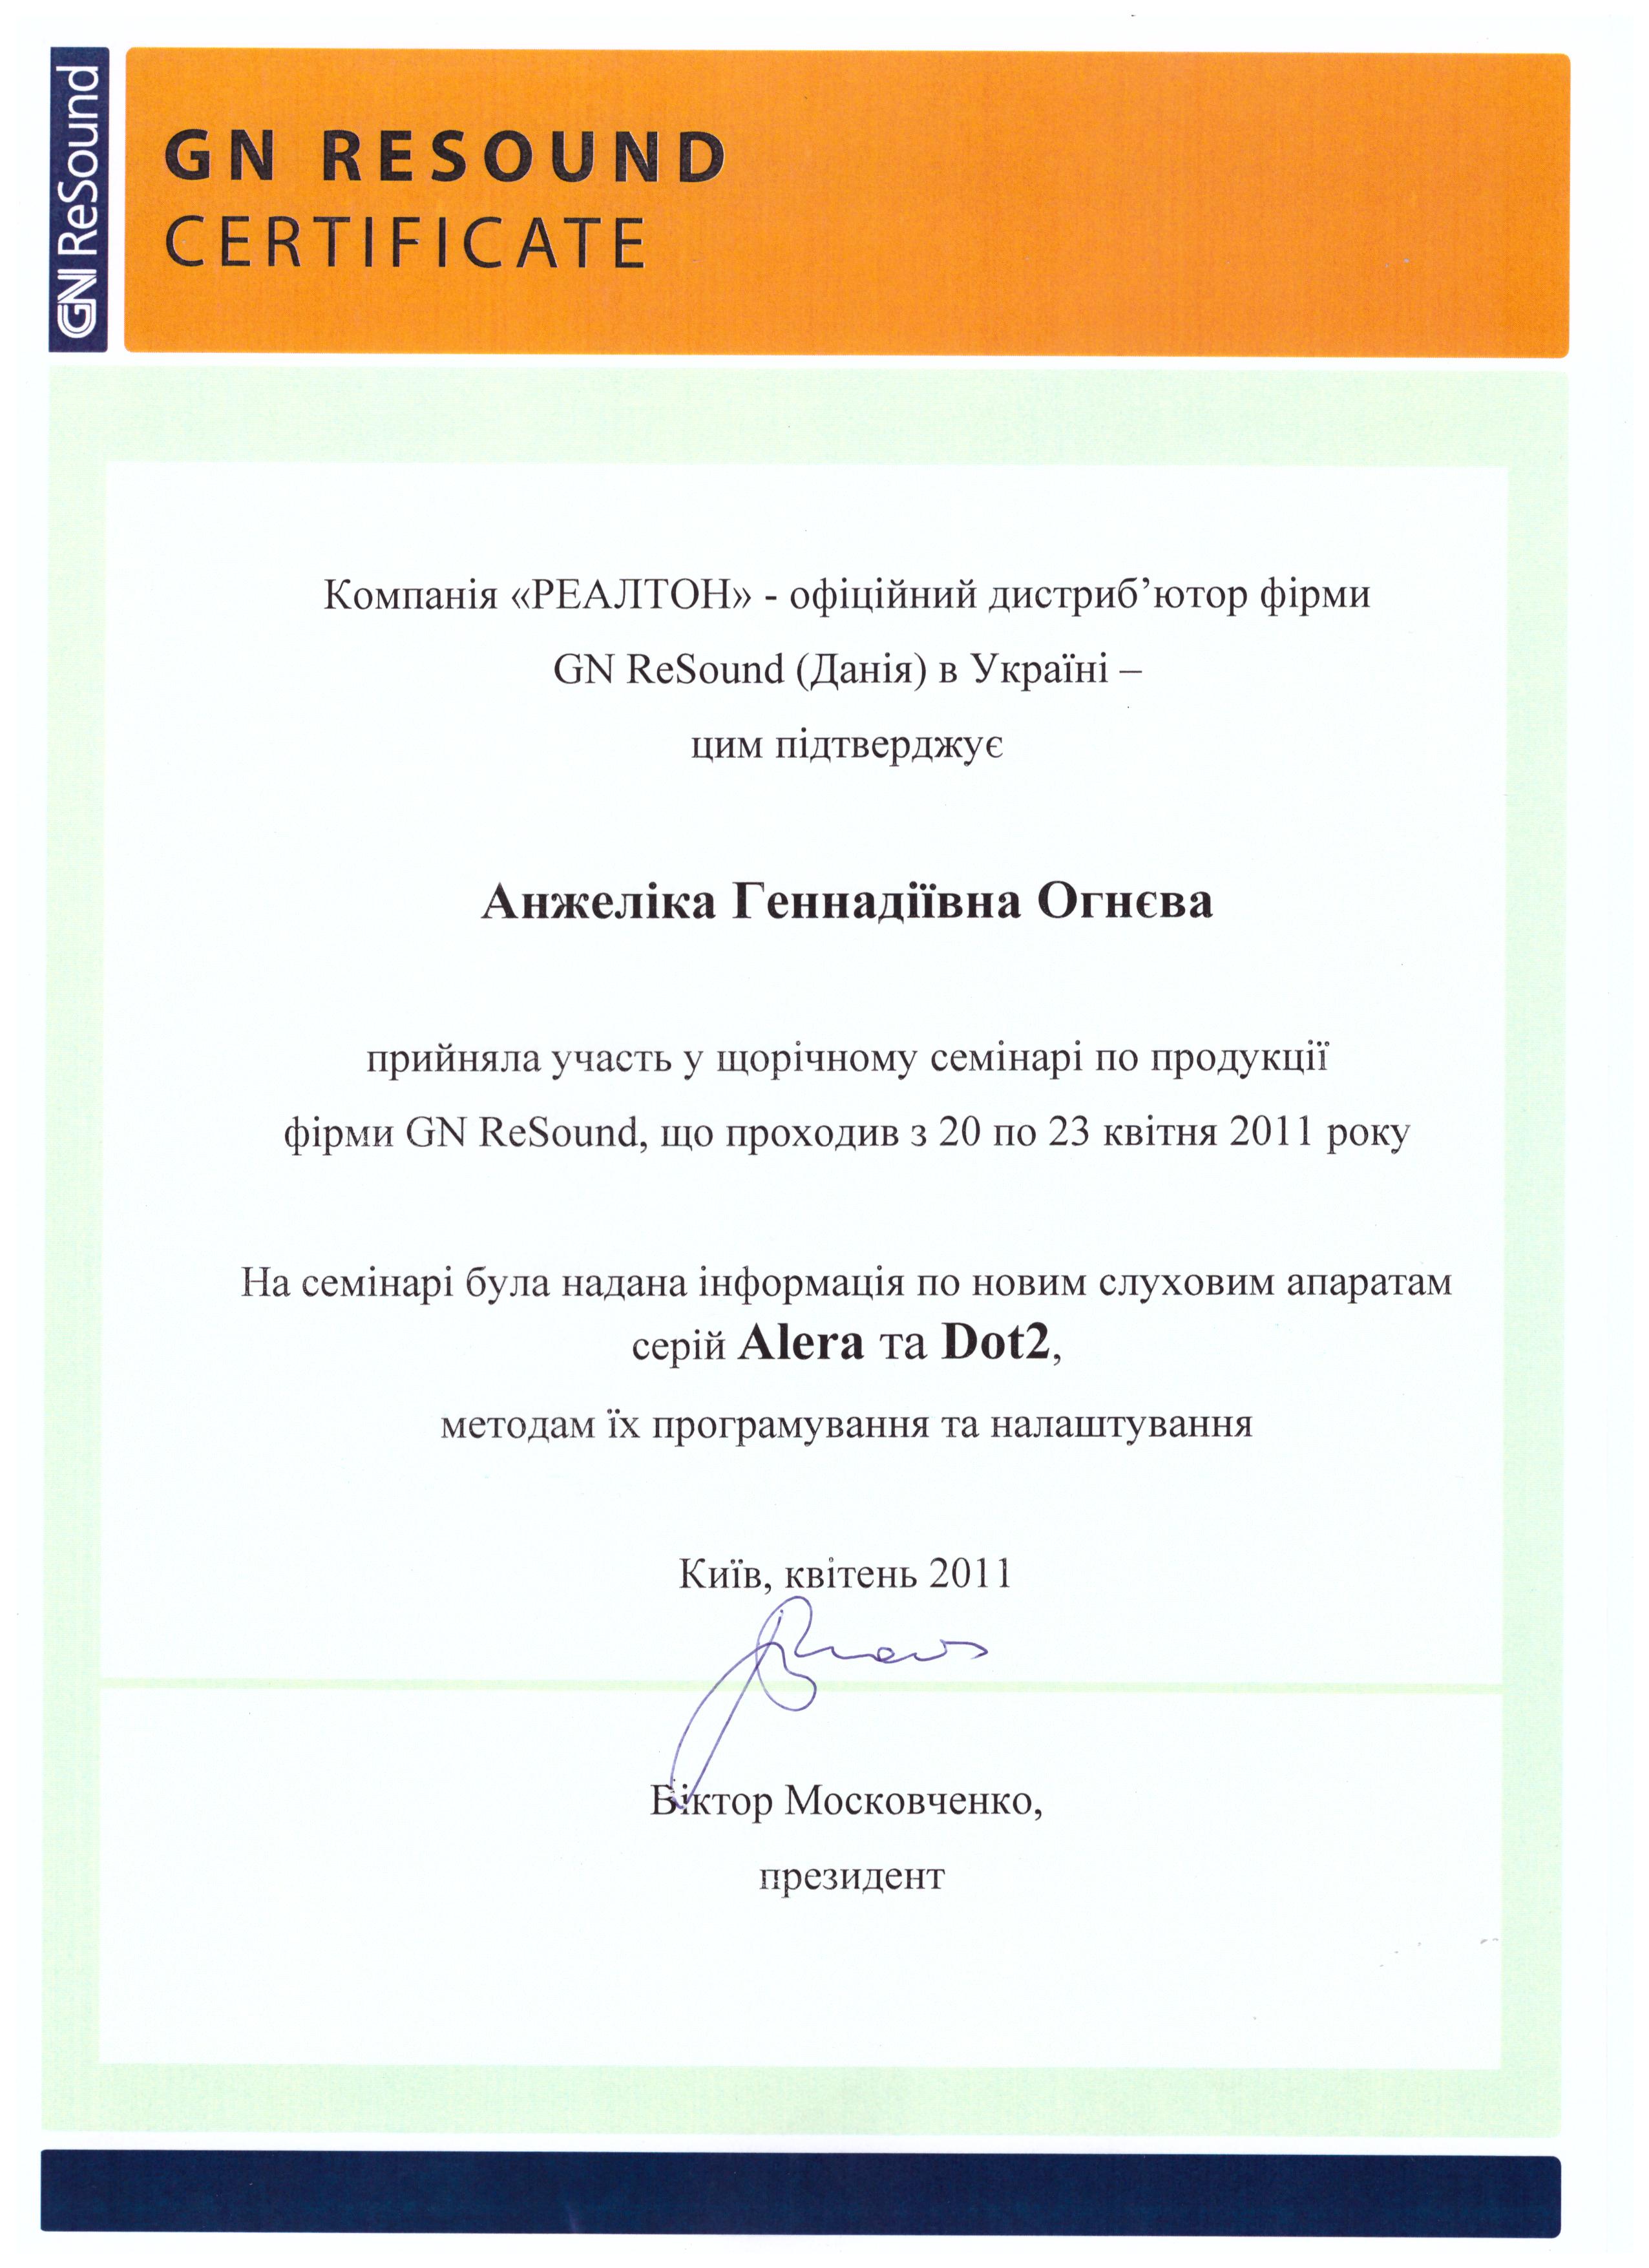 GN ReSound
GN RESOUND
CERTIFICATE
Компанія «РЕАЛТОН» - офіційний дистриб’ютор фірми
GN ReSound (Данія) в Україні –
цим підтверджує
Анжеліка Геннадіївна Огнєва
прийняла участь у щорічному семінарі по продукції
фірми GN ReSound, що проходив з 20 по 23 квітня 2011 року
На семінарі була надана інформація по новим слуховим апаратам
серій Alera та Dot2,
методам їх програмування та налаштування
Київ, квітень 2011
Віктор Московченко,
президент